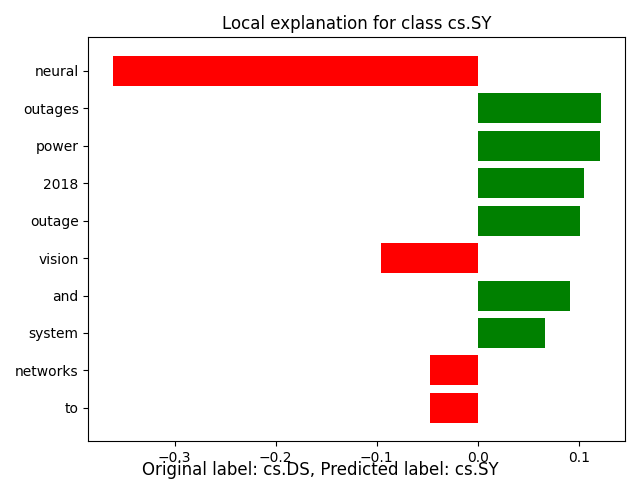 Local explanation for class cs.SY
neural
outages
power
2018
outage
vision
and
system
networks
to
−0.3 −0.2 −0.1 0.0 0.1
Original label: cs.DS, Predicted label: cs.SY